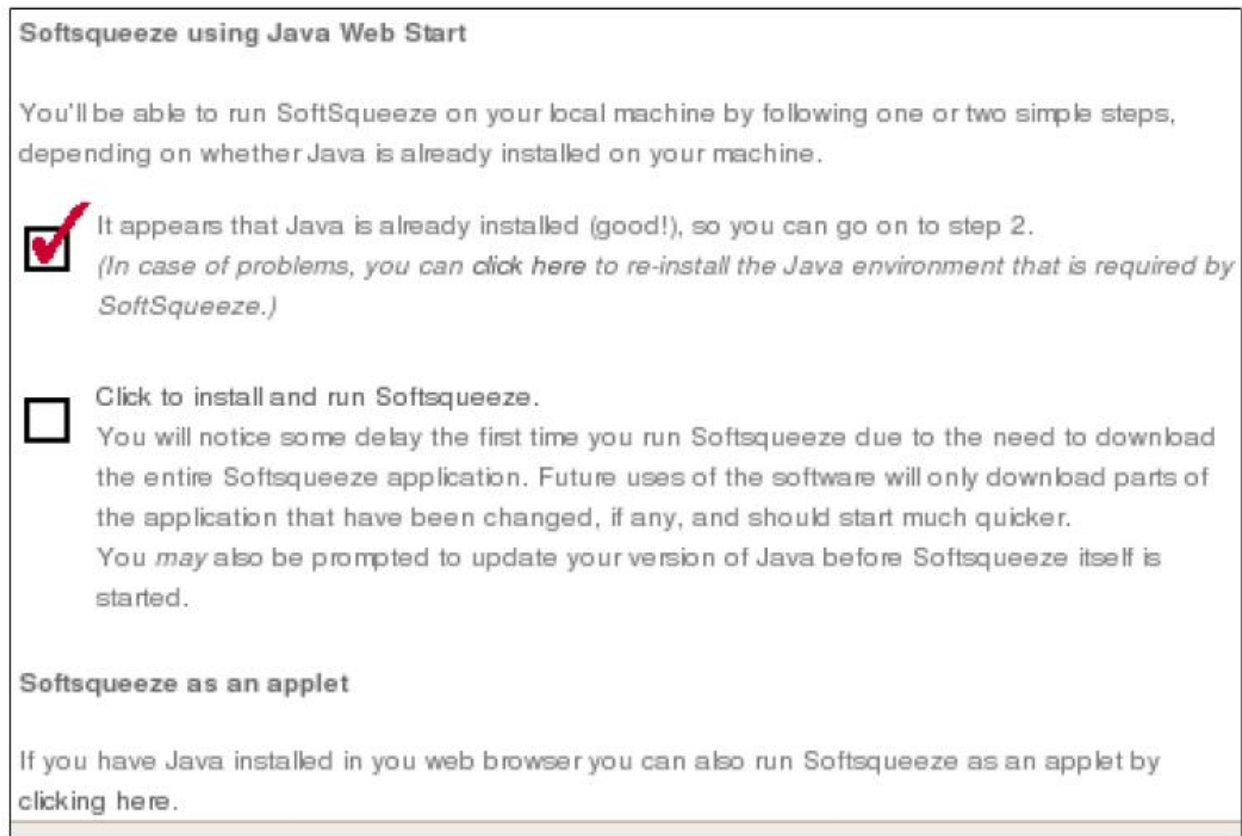 Softsqueeze using Java Web Start
You'll be able to run SoftSqueeze on your local machine by following one or two simple steps,
depending on whether Java is already installed on your machine.
It appears that Java is already installed (good!), so you can go on to step 2.
(In case of problems, you can click here to re-install the Java environment that is required by
SoftSqueeze.)
Click to install and run Softsqueeze.
You will notice some delay the first time you run Softsqueeze due to the need to download
the entire Softsqueeze application. Future uses of the software will only download parts of
the application that have been changed, if any, and should start much quicker.
You may also be prompted to update your version of Java before Softsqueeze itself is
started.
Softsqueeze as an applet
If you have Java installed in you web browser you can also run Softsqueeze as an applet by
clicking here.